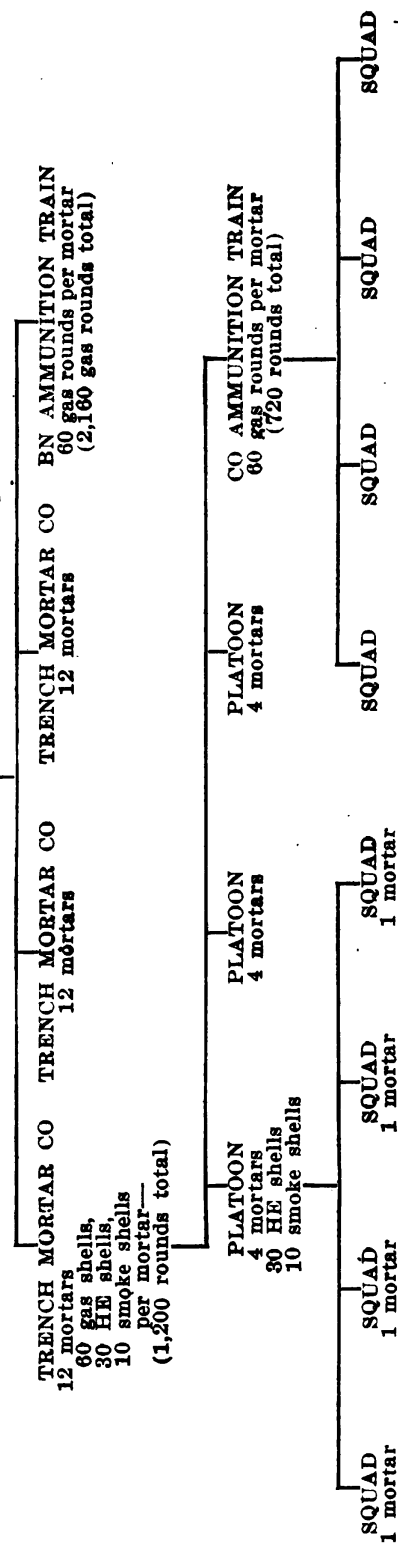 TRENCH MORTAR CO
12 mortars
60 gas shells,
30 HE shells,
10 smoke shells
per mortar—
(1,200 rounds total)
TRENCH MORTAR CO
12 mortars
TRENCH MORTAR CO
12 mortars
BN AMMUNITION TRAIN
60 gas rounds per mortar
(2,160 gas rounds total)
PLATOON
4 mortars
30 HE shells
10 smoke shells
PLATOON
4 mortars
PLATOON
4 mortars
CO AMMUNITION TRAIN
60 gas rounds per mortar
(720 rounds total)
SQUAD
1 mortar
SQUAD
1 mortar
SQUAD
1 mortar
SQUAD
1 mortar
SQUAD
SQUAD
SQUAD
SQUAD